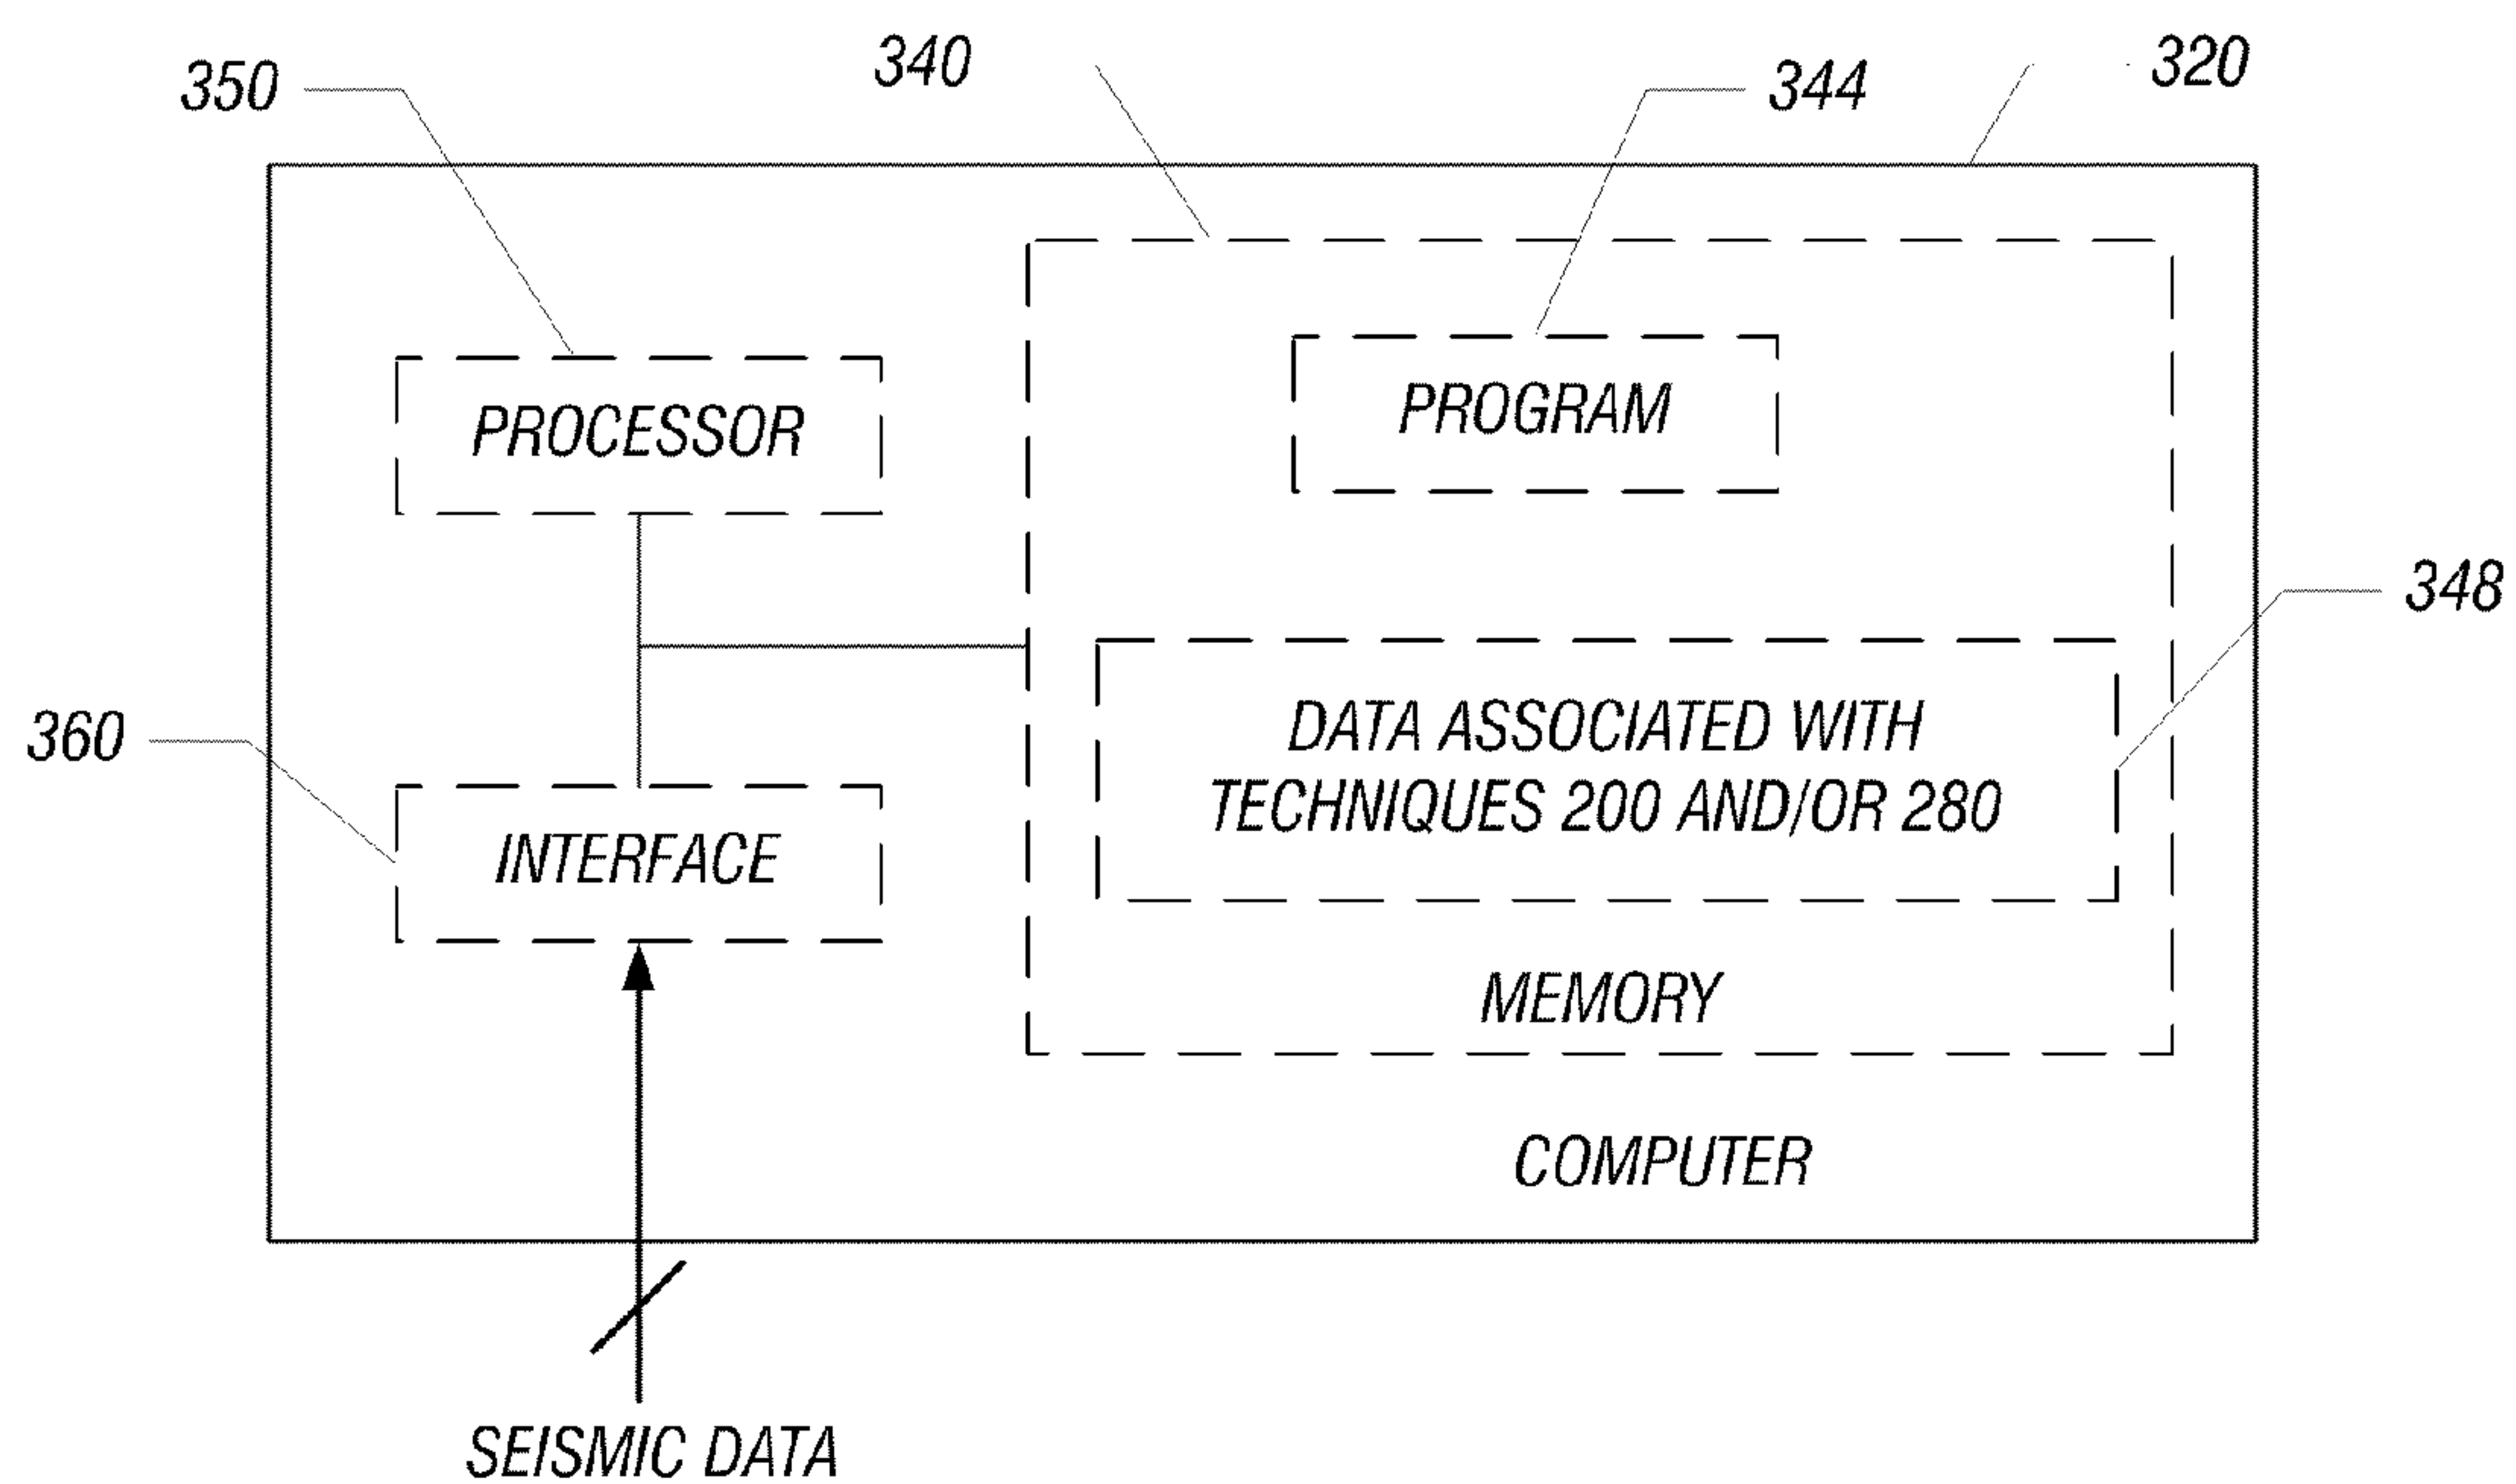 340
320
350
344
PROCESSOR
PROGRAM
348
360
DATA ASSOCIATED WITH
TECHNIQUES 200 AND/OR 280
INTERFACE
MEMORY
COMPUTER
SEISMIC DATA